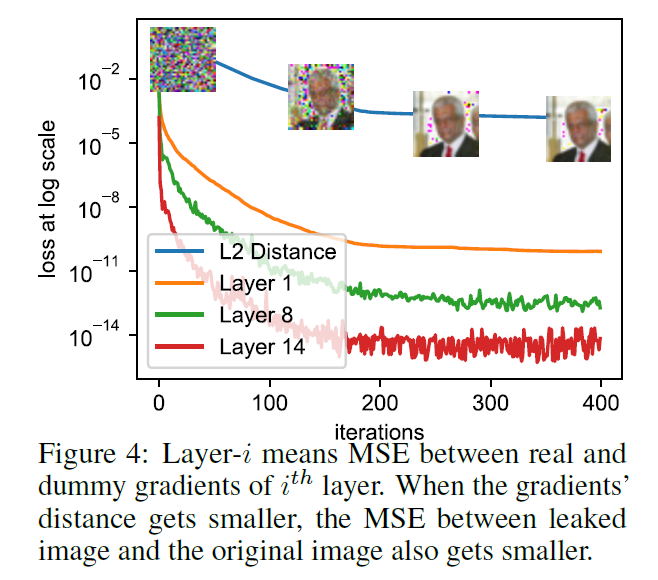 loss at log scale
10⁻²
10⁻⁵
10⁻⁸
10⁻¹¹
10⁻¹⁴
L2 Distance
Layer 1
Layer 8
Layer 14
0 100 200 300 400
iterations
Figure 4: Layer-i means MSE between real and
dummy gradients of iᵗʰ layer. When the gradients’
distance gets smaller, the MSE between leaked
image and the original image also gets smaller.